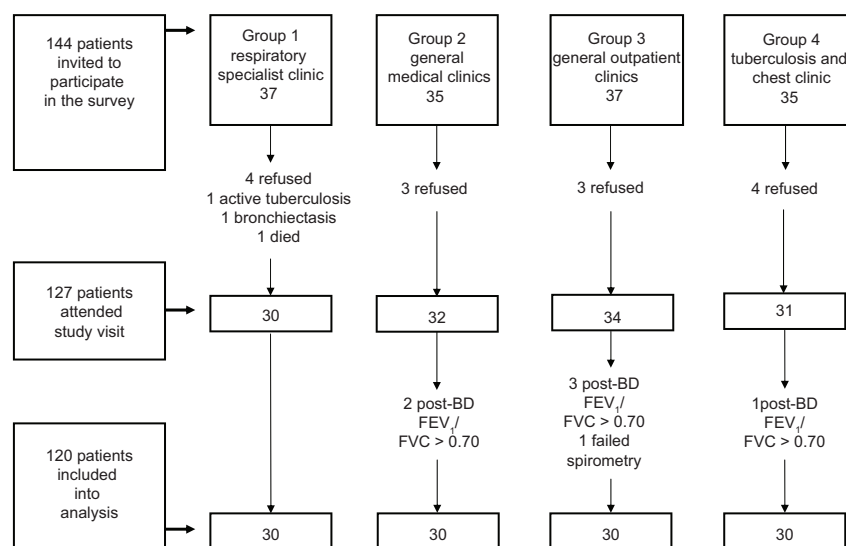 144 patients
invited to
participate
in the survey
Group 1
respiratory
specialist clinic
37
Group 2
general
medical clinics
35
Group 3
general outpatient
clinics
37
Group 4
tuberculosis and
chest clinic
35
4 refused
1 active tuberculosis
1 bronchiectasis
1 died
3 refused
3 refused
4 refused
127 patients
attended
study visit
30
32
34
31
2 post-BD
FEV₁/
FVC > 0.70
3 post-BD
FEV₁/
FVC > 0.70
1 failed
spirometry
1post-BD
FEV₁/
FVC > 0.70
120 patients
included
into
analysis
30
30
30
30